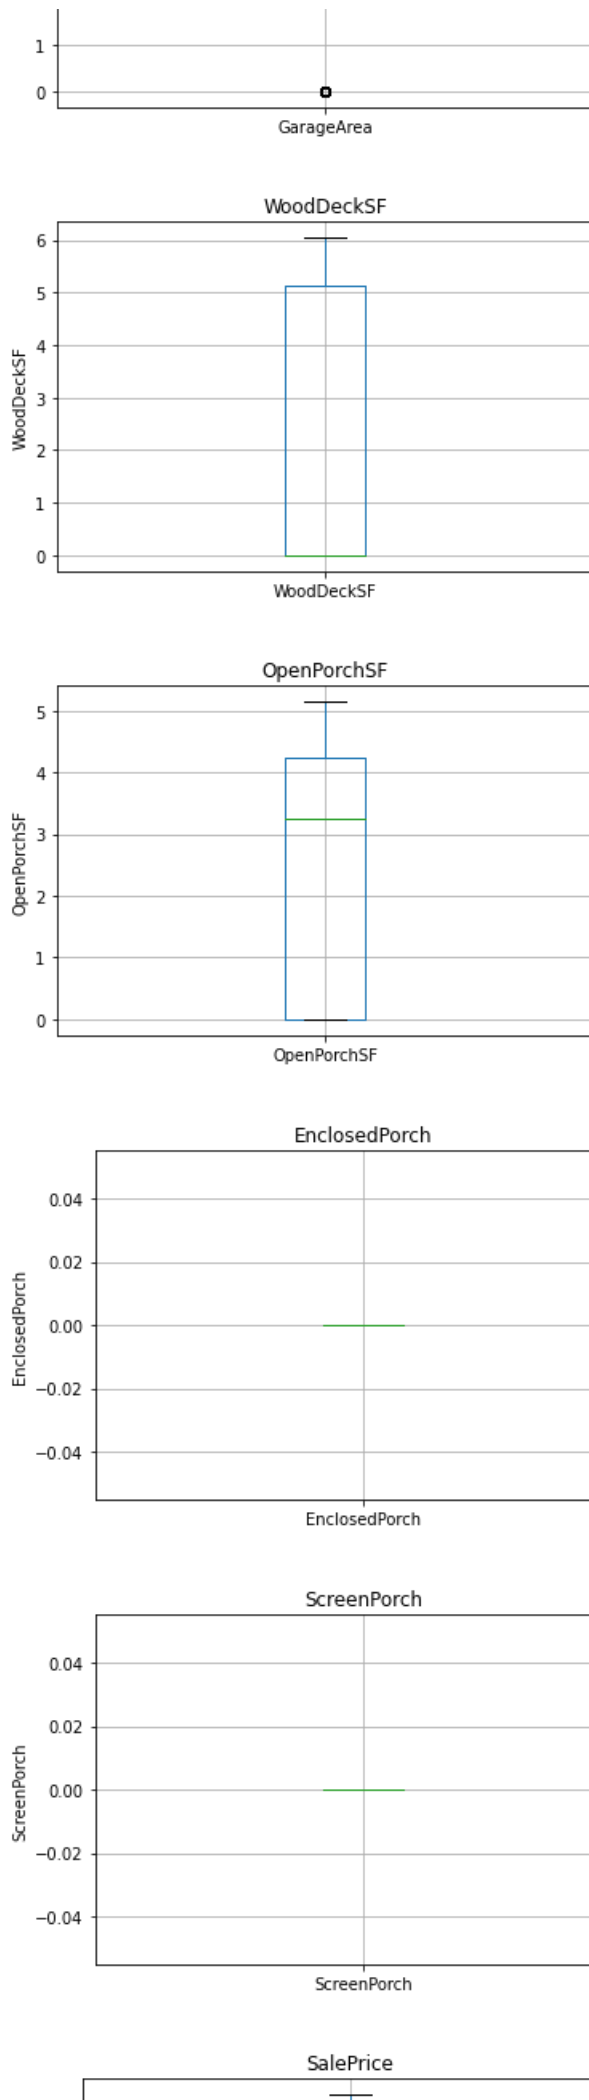 1
0
GarageArea
WoodDeckSF
6
5
4
3
2
1
0
WoodDeckSF
WoodDeckSF
OpenPorchSF
5
4
3
2
1
0
OpenPorchSF
OpenPorchSF
EnclosedPorch
0.04
0.02
0.00
−0.02
−0.04
EnclosedPorch
EnclosedPorch
ScreenPorch
0.04
0.02
0.00
−0.02
−0.04
ScreenPorch
ScreenPorch
SalePrice